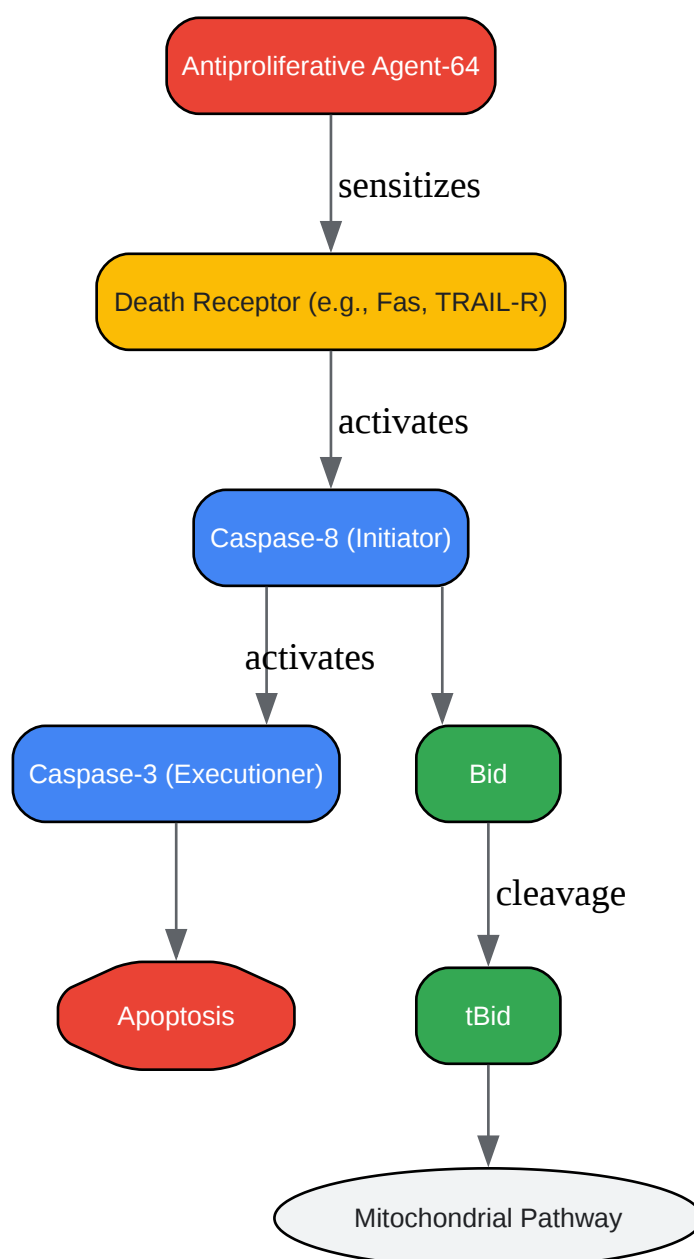 Antiproliferative Agent-64
sensitizes
Death Receptor (e.g., Fas, TRAIL-R)
activates
Caspase-8 (Initiator)
activates
Caspase-3 (Executioner)
Bid
cleavage
Apoptosis
tBid
Mitochondrial Pathway